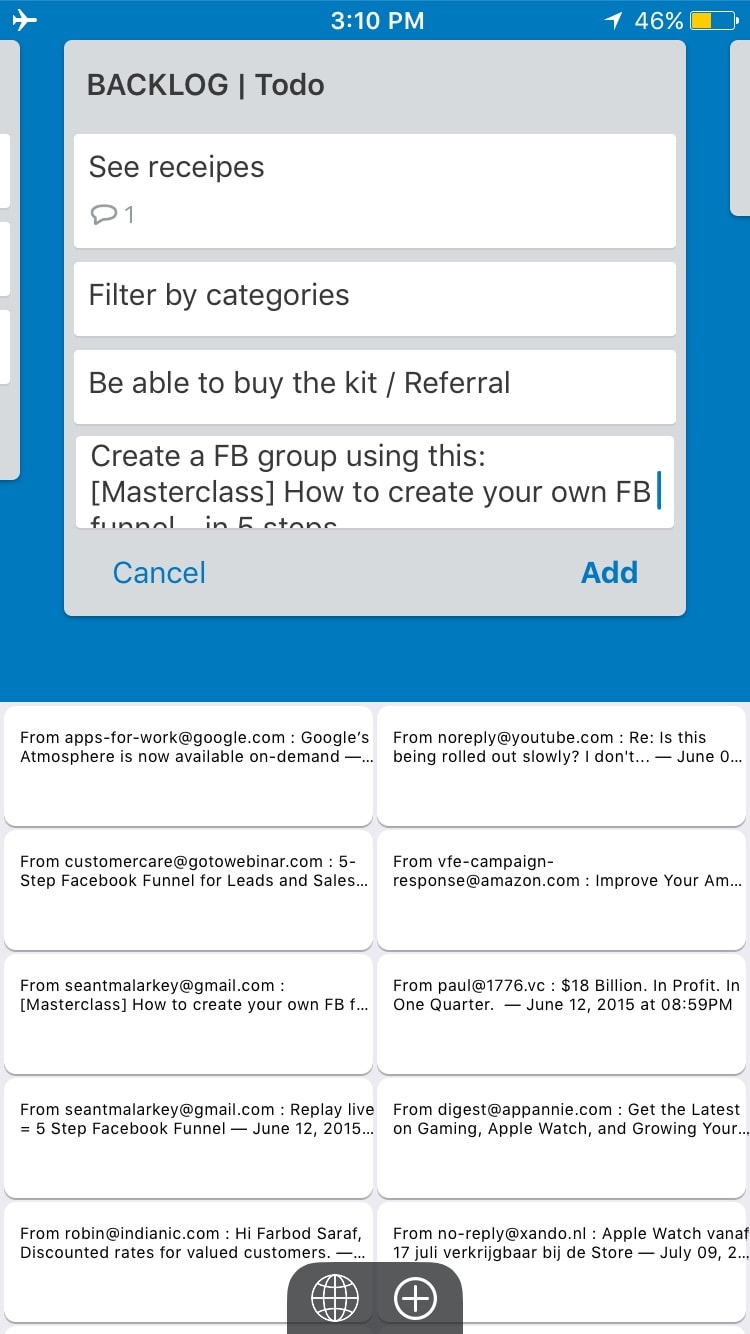 3:10 PM
46%
BACKLOG | Todo
See receipes
1
Filter by categories
Be able to buy the kit / Referral
Create a FB group using this:
[Masterclass] How to create your own FB
funnel... in 5 steps
Cancel
Add
From apps-for-work@google.com : Google’s
Atmosphere is now available on-demand —...
From noreply@youtube.com : Re: Is this
being rolled out slowly? I don't... — June 0...
From customercare@gotowebinar.com : 5-
Step Facebook Funnel for Leads and Sales...
From vfe-campaign-
response@amazon.com : Improve Your Am...
From seantmalarkey@gmail.com :
[Masterclass] How to create your own FB f...
From paul@1776.vc : $18 Billion. In Profit. In
One Quarter. — June 12, 2015 at 08:59PM
From seantmalarkey@gmail.com : Replay live
= 5 Step Facebook Funnel — June 12, 2015...
From digest@appannie.com : Get the Latest
on Gaming, Apple Watch, and Growing Your...
From robin@indianic.com : Hi Farbod Saraf,
Discounted rates for valued customers. —...
From no-reply@xando.nl : Apple Watch vanaf
17 juli verkrijgbaar bij de Store — July 09, 2...